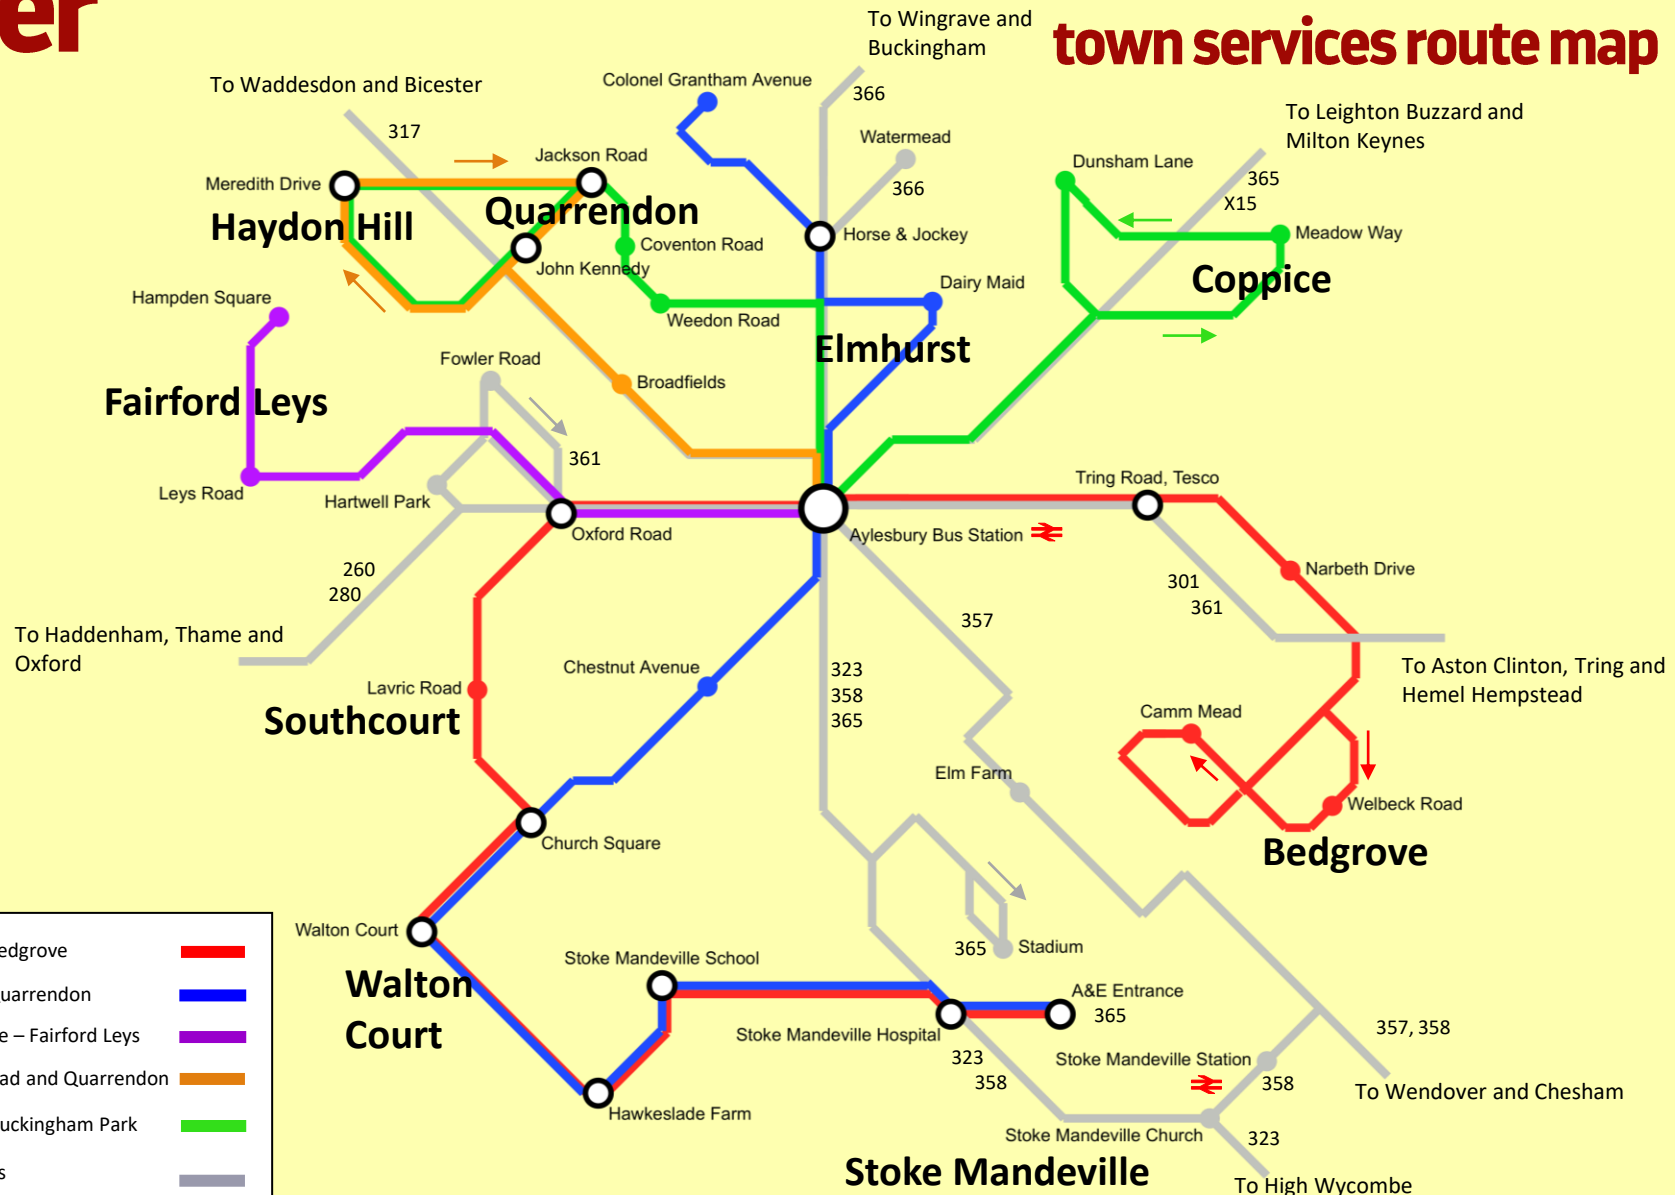 er
town services route map
To Wingrave and
Buckingham
366
Colonel Grantham Avenue
Watermead
366
To Waddesdon and Bicester
317
To Leighton Buzzard and
Milton Keynes
365
X15
Jackson Road
Dunsham Lane
Meredith Drive
Quarrendon
Haydon Hill
Horse & Jockey
Meadow Way
Coventon Road
John Kennedy
Coppice
Hampden Square
Dairy Maid
Weedon Road
Elmhurst
Fowler Road
Broadfields
Fairford Leys
361
Leys Road
Hartwell Park
Tring Road, Tesco
Oxford Road
Aylesbury Bus Station
Narbeth Drive
260
280
301
361
357
To Haddenham, Thame and
Oxford
To Aston Clinton, Tring and
Hemel Hempstead
Chestnut Avenue
323
358
365
Lavric Road
Southcourt
Camm Mead
Elm Farm
Welbeck Road
Church Square
Bedgrove
Walton Court
365
Stadium
Stoke Mandeville School
Walton
Court
A&E Entrance
365
Stoke Mandeville Hospital
323
358
Stoke Mandeville Station
358
357, 358
To Wendover and Chesham
Hawkeslade Farm
Stoke Mandeville Church
323
Stoke Mandeville
To High Wycombe
edgrove
uarrendon
e – Fairford Leys
ad and Quarrendon
uckingham Park
s